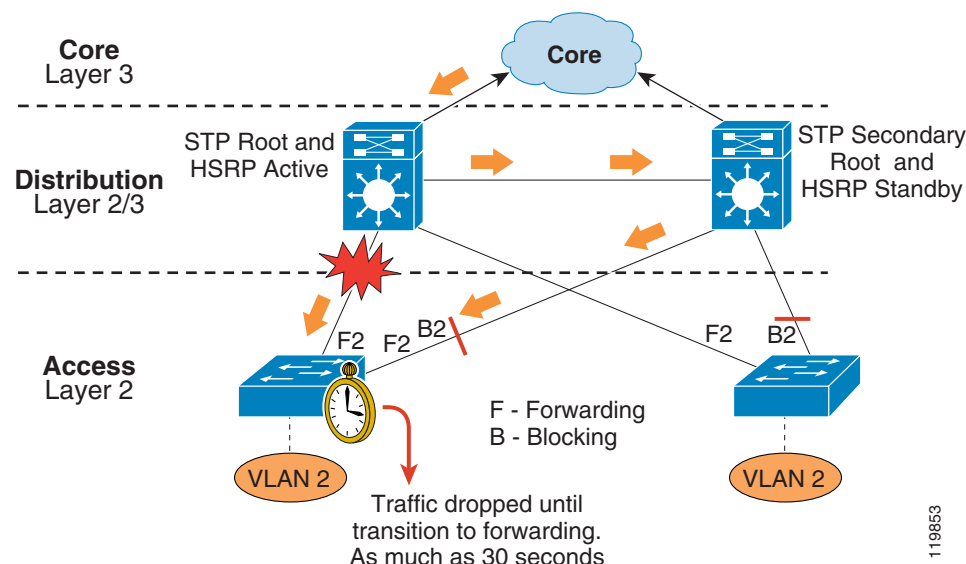 Core
Layer 3
Core
STP Root and
HSRP Active
STP Secondary
Root and
HSRP Standby
Distribution
Layer 2/3
Access
Layer 2
F2
F2
B2
F2
B2
F - Forwarding
B - Blocking
VLAN 2
VLAN 2
Traffic dropped until
transition to forwarding.
As much as 30 seconds
119853